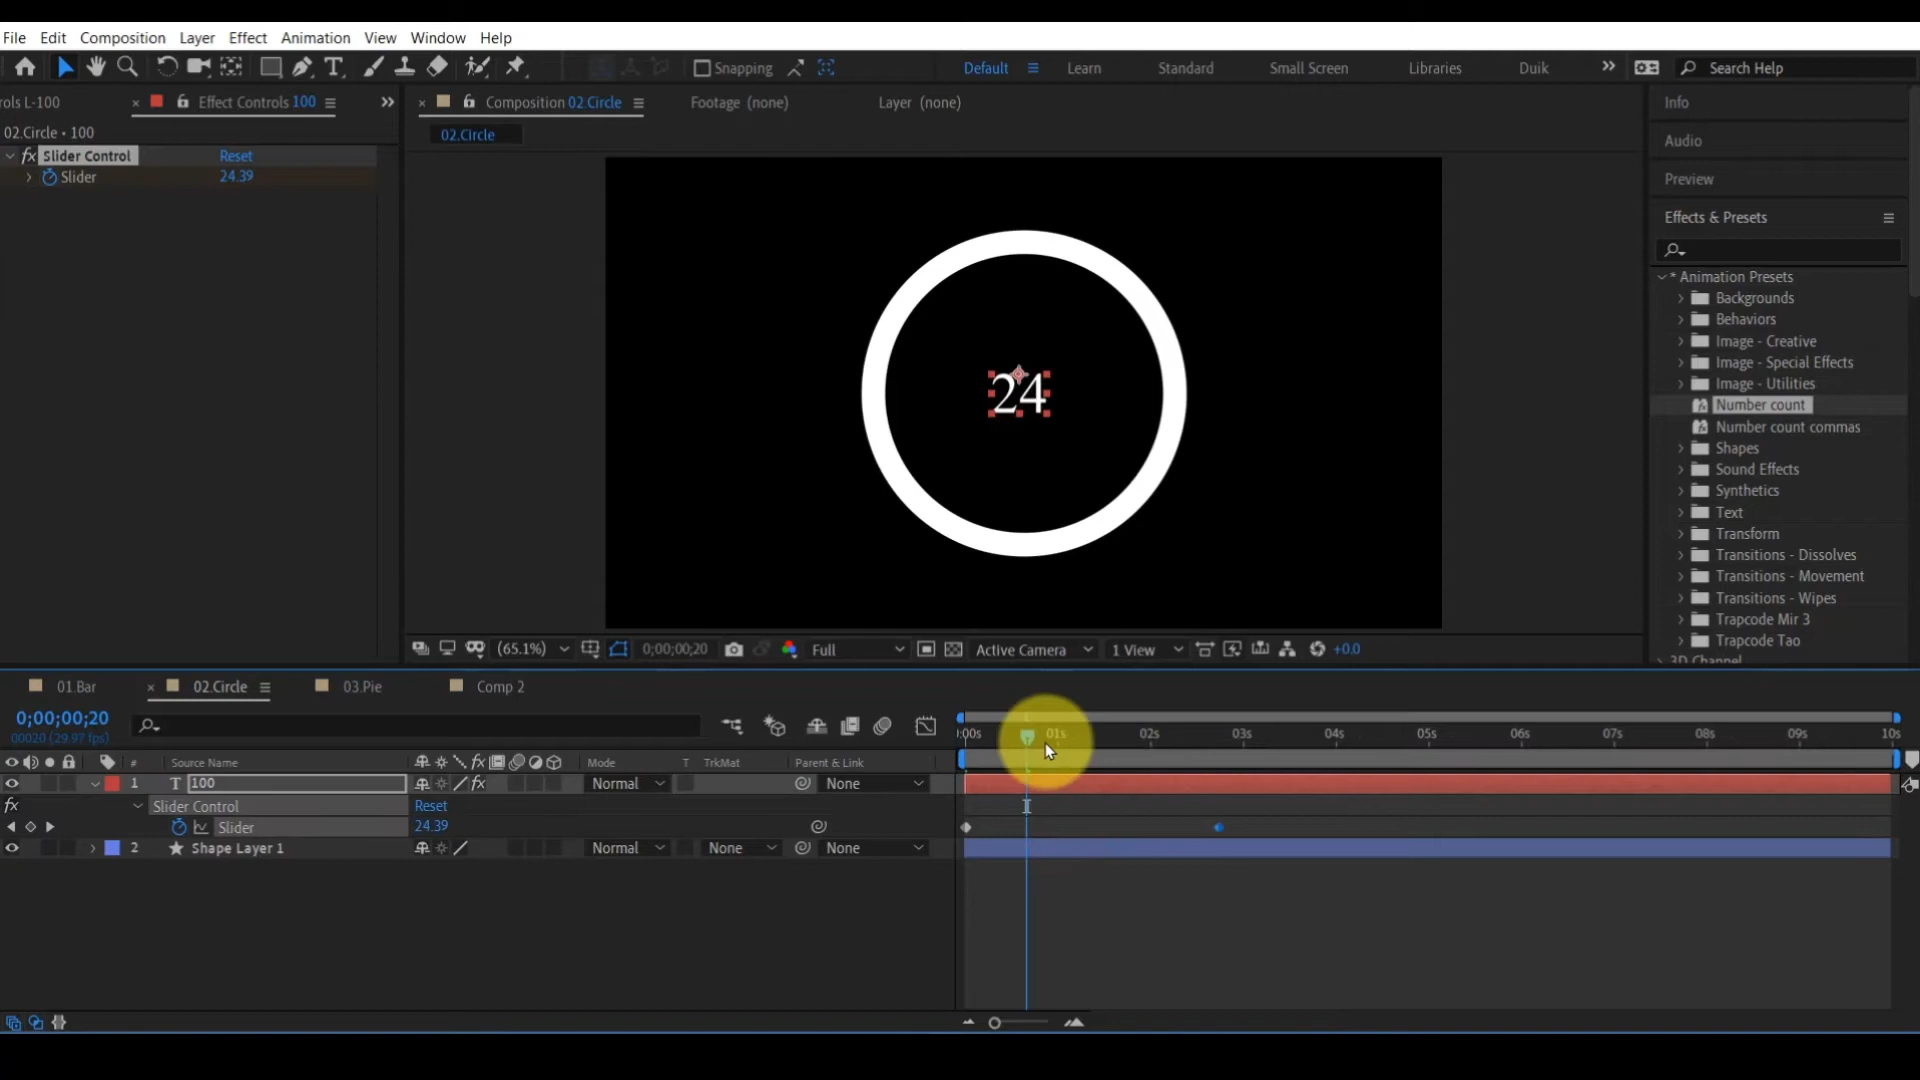 File Edit Composition Layer Effect Animation View Window Help
Snapping Default Learn Standard Small Screen Libraries Duik Search Help
rols L-100 Effect Controls 100 Composition 02.Circle Footage (none) Layer (none) Info
02.Circle • 100 02.Circle
fx Slider Control Reset
Slider 24.39
24
Audio
Preview
Effects & Presets
* Animation Presets
Backgrounds
Behaviors
Image - Creative
Image - Special Effects
Image - Utilities
Number count
Number count commas
Shapes
Sound Effects
Synthetics
Text
Transform
Transitions - Dissolves
Transitions - Movement
Transitions - Wipes
Trapcode Mir 3
Trapcode Tao
3D Channel
(65.1%) 0;00;00;20 Full Active Camera 1 View +0.0
01.Bar 02.Circle 03.Pie Comp 2
0;00;00;20
00020 (29.97 fps)
:00s 01s 02s 03s 04s 05s 06s 07s 08s 09s 10s
# Source Name fx Mode T TrkMat Parent & Link
1 T 100 fx Normal None
fx Slider Control Reset
Slider 24.39
2 Shape Layer 1 Normal None None